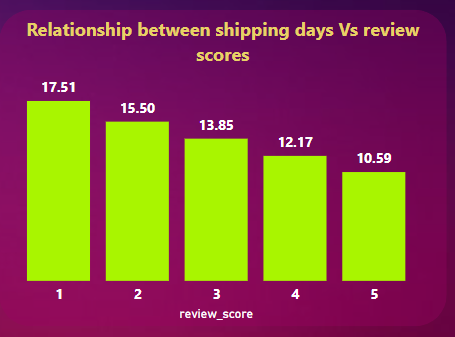 Relationship between shipping days Vs review
scores
17.51
15.50
13.85
12.17
10.59
1 2 3 4 5
review_score